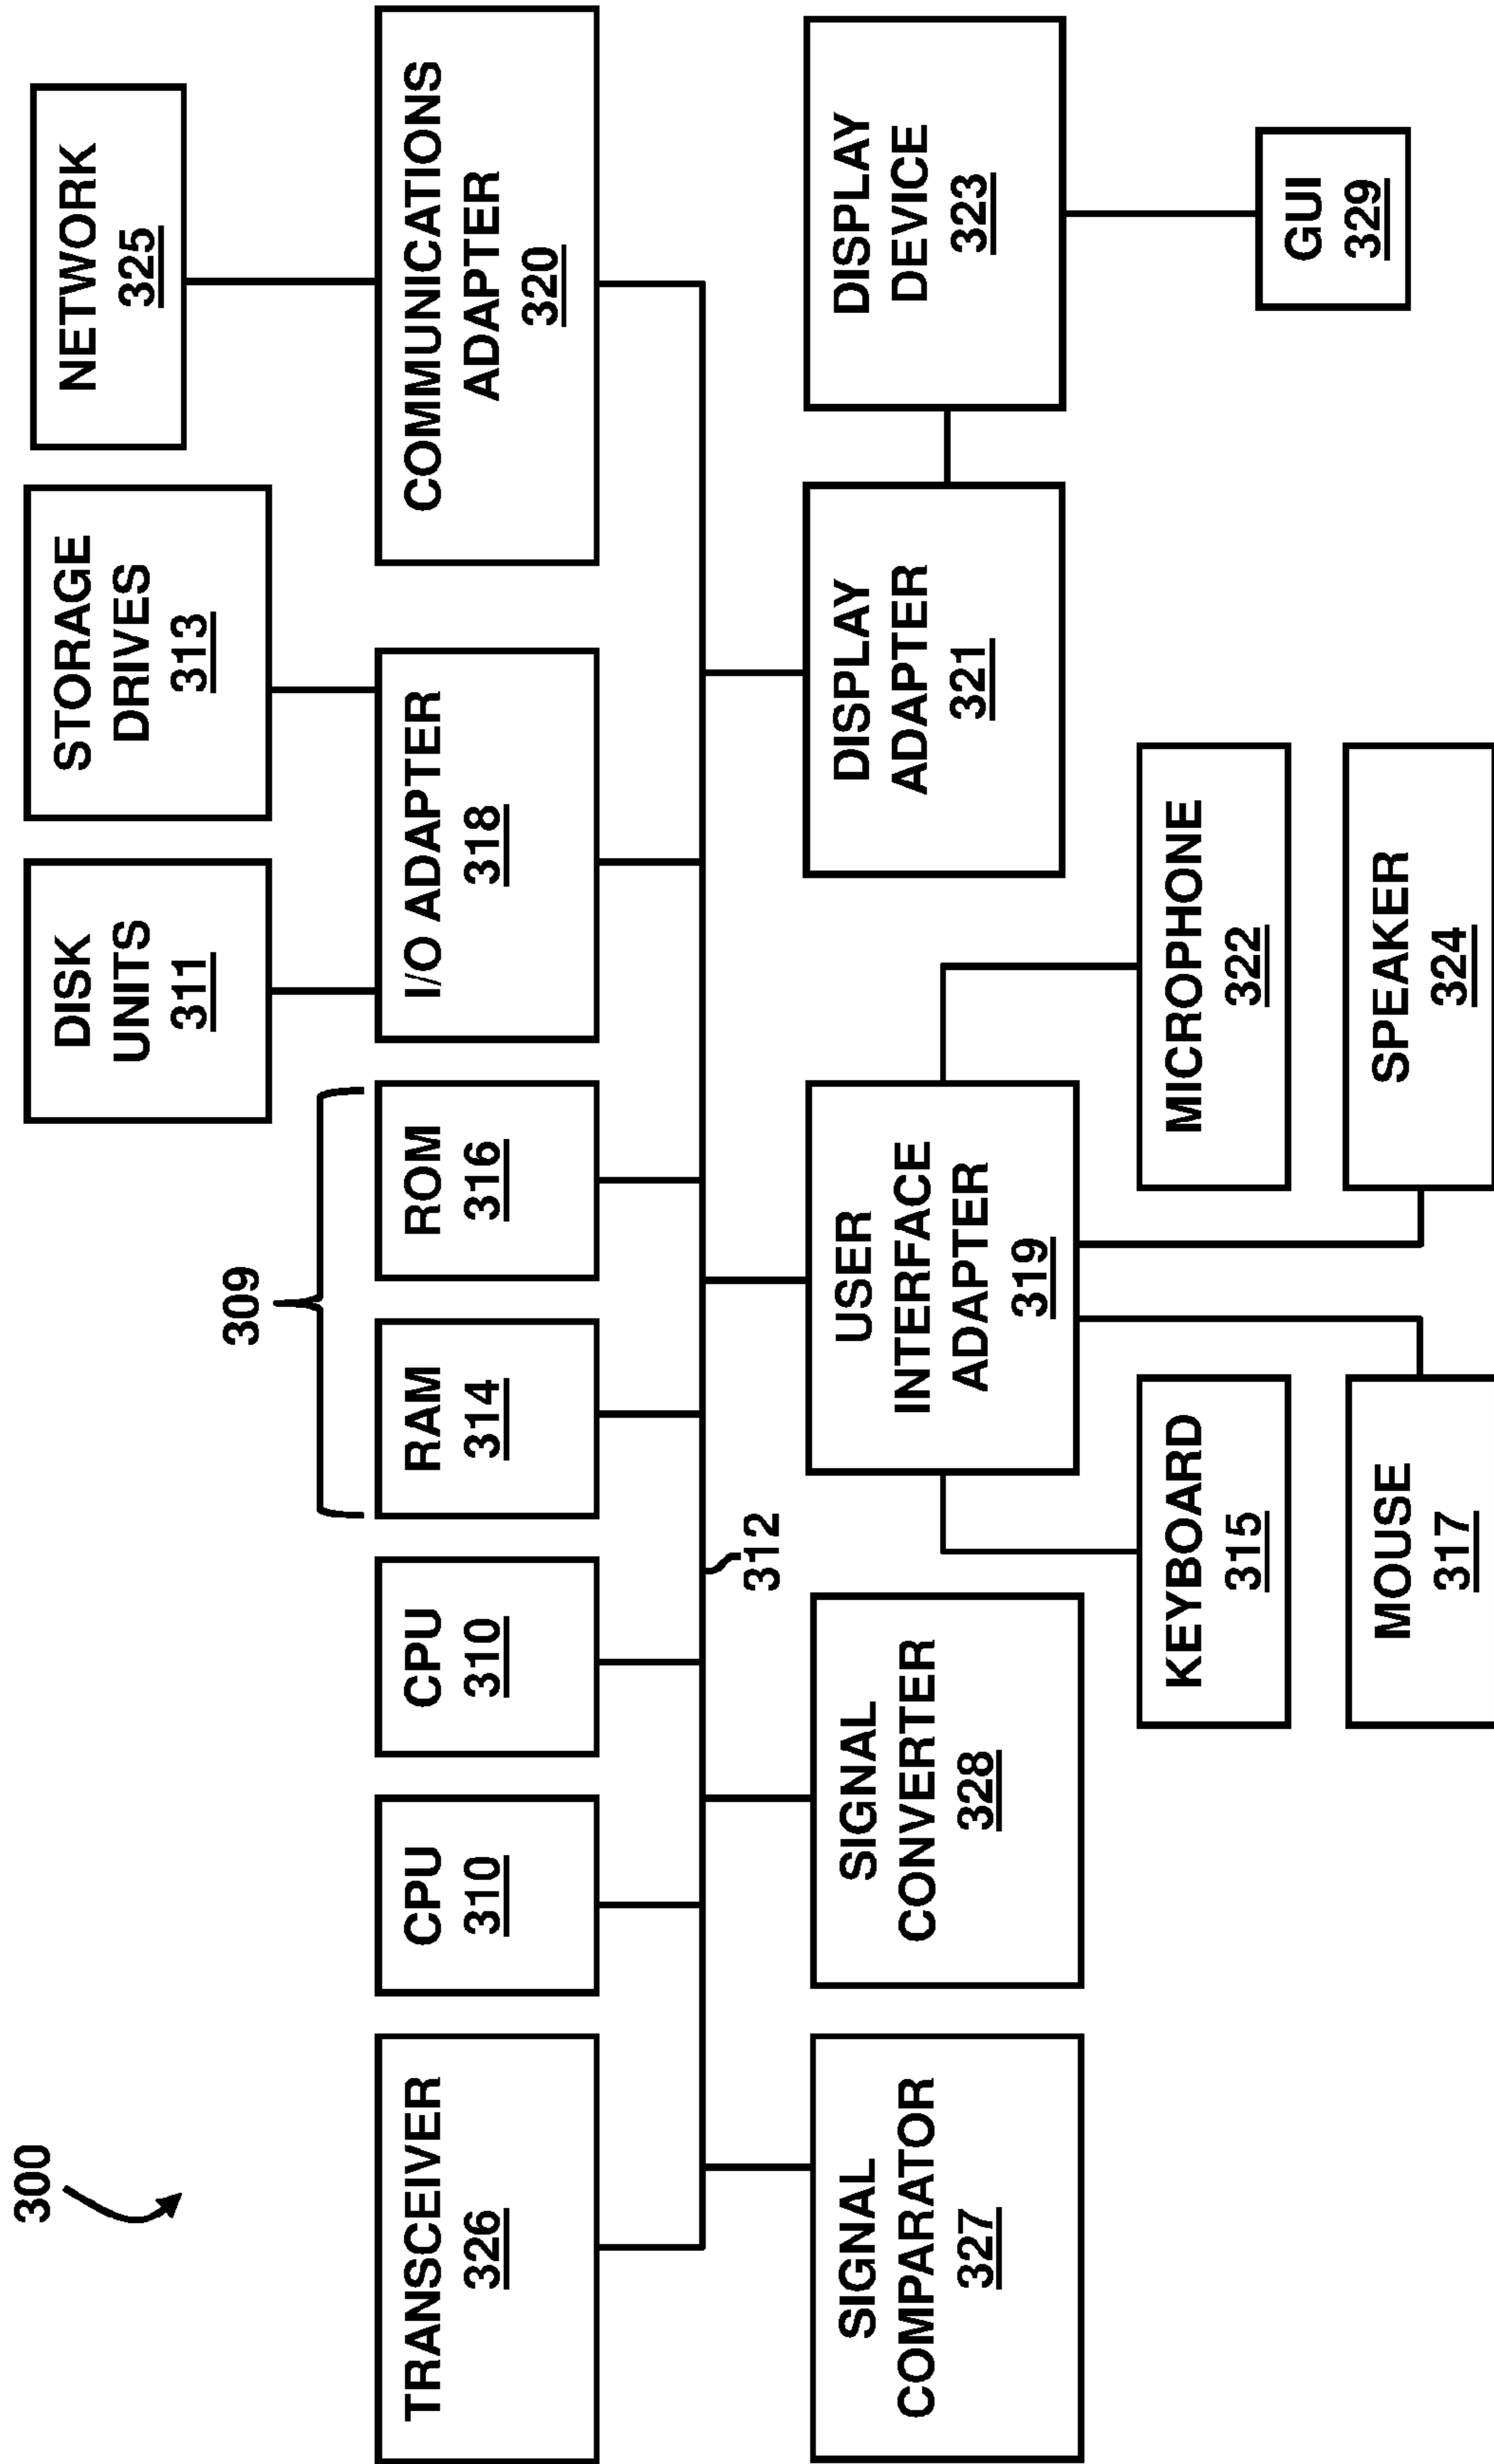 300
NETWORK
325
STORAGE
DRIVES
313
DISK
UNITS
311
309
TRANSCEIVER
326
CPU
310
CPU
310
RAM
314
ROM
316
I/O ADAPTER
318
COMMUNICATIONS
ADAPTER
320
312
SIGNAL
COMPARATOR
327
SIGNAL
CONVERTER
328
USER
INTERFACE
ADAPTER
319
DISPLAY
ADAPTER
321
DISPLAY
DEVICE
323
KEYBOARD
315
MICROPHONE
322
GUI
329
MOUSE
317
SPEAKER
324